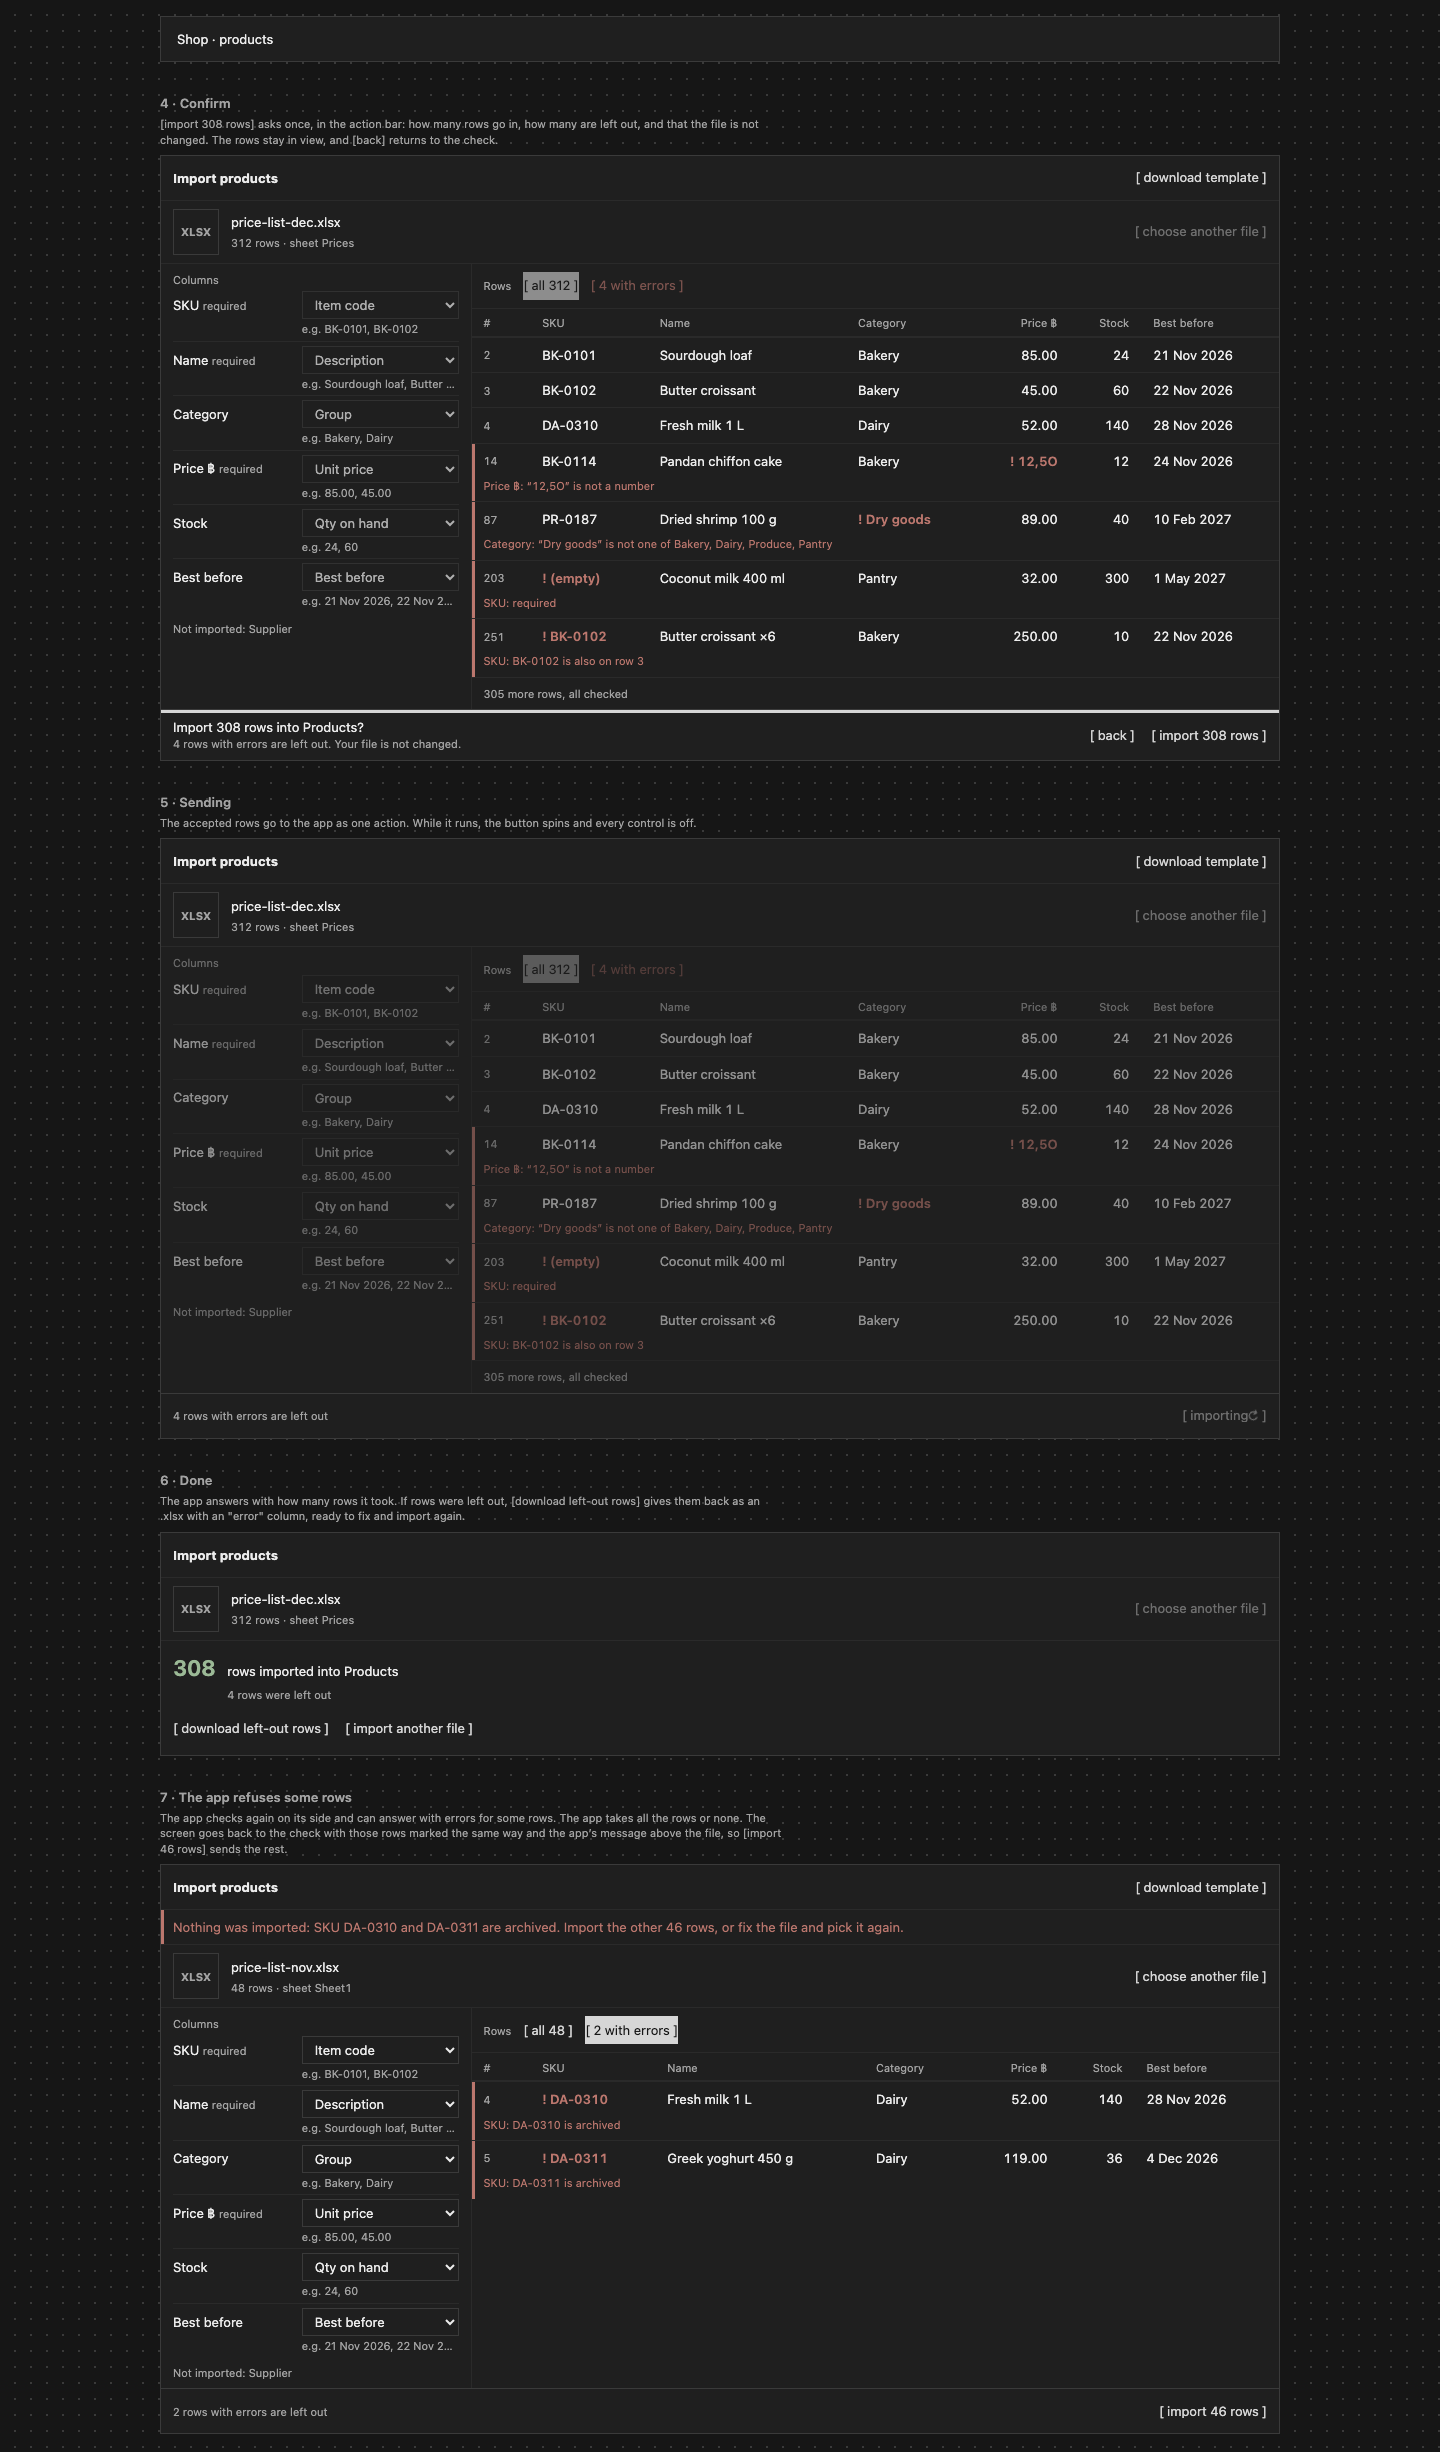 Shop · products
4 · Confirm
[import 308 rows] asks once, in the action bar: how many rows go in, how many are left out, and that the file is not
changed. The rows stay in view, and [back] returns to the check.
Import products
[ download template ]
XLSX
price-list-dec.xlsx
312 rows · sheet Prices
[ choose another file ]
Columns
SKU required
Item code
e.g. BK-0101, BK-0102
Name required
Description
e.g. Sourdough loaf, Butter ...
Category
Group
e.g. Bakery, Dairy
Price ฿ required
Unit price
e.g. 85.00, 45.00
Stock
Qty on hand
e.g. 24, 60
Best before
Best before
e.g. 21 Nov 2026, 22 Nov 2...
Not imported: Supplier
Rows [ all 312 ] [ 4 with errors ]
# SKU Name Category Price ฿ Stock Best before
2 BK-0101 Sourdough loaf Bakery 85.00 24 21 Nov 2026
3 BK-0102 Butter croissant Bakery 45.00 60 22 Nov 2026
4 DA-0310 Fresh milk 1 L Dairy 52.00 140 28 Nov 2026
14 BK-0114 Pandan chiffon cake Bakery ! 12,5O 12 24 Nov 2026
Price ฿: “12,5O” is not a number
87 PR-0187 Dried shrimp 100 g ! Dry goods 89.00 40 10 Feb 2027
Category: “Dry goods” is not one of Bakery, Dairy, Produce, Pantry
203 ! (empty) Coconut milk 400 ml Pantry 32.00 300 1 May 2027
SKU: required
251 ! BK-0102 Butter croissant ×6 Bakery 250.00 10 22 Nov 2026
SKU: BK-0102 is also on row 3
305 more rows, all checked
Import 308 rows into Products?
4 rows with errors are left out. Your file is not changed.
[ back ] [ import 308 rows ]
5 · Sending
The accepted rows go to the app as one action. While it runs, the button spins and every control is off.
Import products
[ download template ]
XLSX
price-list-dec.xlsx
312 rows · sheet Prices
[ choose another file ]
Columns
SKU required
Item code
e.g. BK-0101, BK-0102
Name required
Description
e.g. Sourdough loaf, Butter ...
Category
Group
e.g. Bakery, Dairy
Price ฿ required
Unit price
e.g. 85.00, 45.00
Stock
Qty on hand
e.g. 24, 60
Best before
Best before
e.g. 21 Nov 2026, 22 Nov 2...
Not imported: Supplier
Rows [ all 312 ] [ 4 with errors ]
# SKU Name Category Price ฿ Stock Best before
2 BK-0101 Sourdough loaf Bakery 85.00 24 21 Nov 2026
3 BK-0102 Butter croissant Bakery 45.00 60 22 Nov 2026
4 DA-0310 Fresh milk 1 L Dairy 52.00 140 28 Nov 2026
14 BK-0114 Pandan chiffon cake Bakery ! 12,5O 12 24 Nov 2026
Price ฿: “12,5O” is not a number
87 PR-0187 Dried shrimp 100 g ! Dry goods 89.00 40 10 Feb 2027
Category: “Dry goods” is not one of Bakery, Dairy, Produce, Pantry
203 ! (empty) Coconut milk 400 ml Pantry 32.00 300 1 May 2027
SKU: required
251 ! BK-0102 Butter croissant ×6 Bakery 250.00 10 22 Nov 2026
SKU: BK-0102 is also on row 3
305 more rows, all checked
4 rows with errors are left out
[ importing ]
6 · Done
The app answers with how many rows it took. If rows were left out, [download left-out rows] gives them back as an
.xlsx with an "error" column, ready to fix and import again.
Import products
XLSX
price-list-dec.xlsx
312 rows · sheet Prices
[ choose another file ]
308 rows imported into Products
4 rows were left out
[ download left-out rows ] [ import another file ]
7 · The app refuses some rows
The app checks again on its side and can answer with errors for some rows. The app takes all the rows or none. The
screen goes back to the check with those rows marked the same way and the app's message above the file, so [import
46 rows] sends the rest.
Import products
[ download template ]
Nothing was imported: SKU DA-0310 and DA-0311 are archived. Import the other 46 rows, or fix the file and pick it again.
XLSX
price-list-nov.xlsx
48 rows · sheet Sheet1
[ choose another file ]
Columns
SKU required
Item code
e.g. BK-0101, BK-0102
Name required
Description
e.g. Sourdough loaf, Butter ...
Category
Group
e.g. Bakery, Dairy
Price ฿ required
Unit price
e.g. 85.00, 45.00
Stock
Qty on hand
e.g. 24, 60
Best before
Best before
e.g. 21 Nov 2026, 22 Nov 2...
Not imported: Supplier
Rows [ all 48 ] [ 2 with errors ]
# SKU Name Category Price ฿ Stock Best before
4 ! DA-0310 Fresh milk 1 L Dairy 52.00 140 28 Nov 2026
SKU: DA-0310 is archived
5 ! DA-0311 Greek yoghurt 450 g Dairy 119.00 36 4 Dec 2026
SKU: DA-0311 is archived
2 rows with errors are left out
[ import 46 rows ]